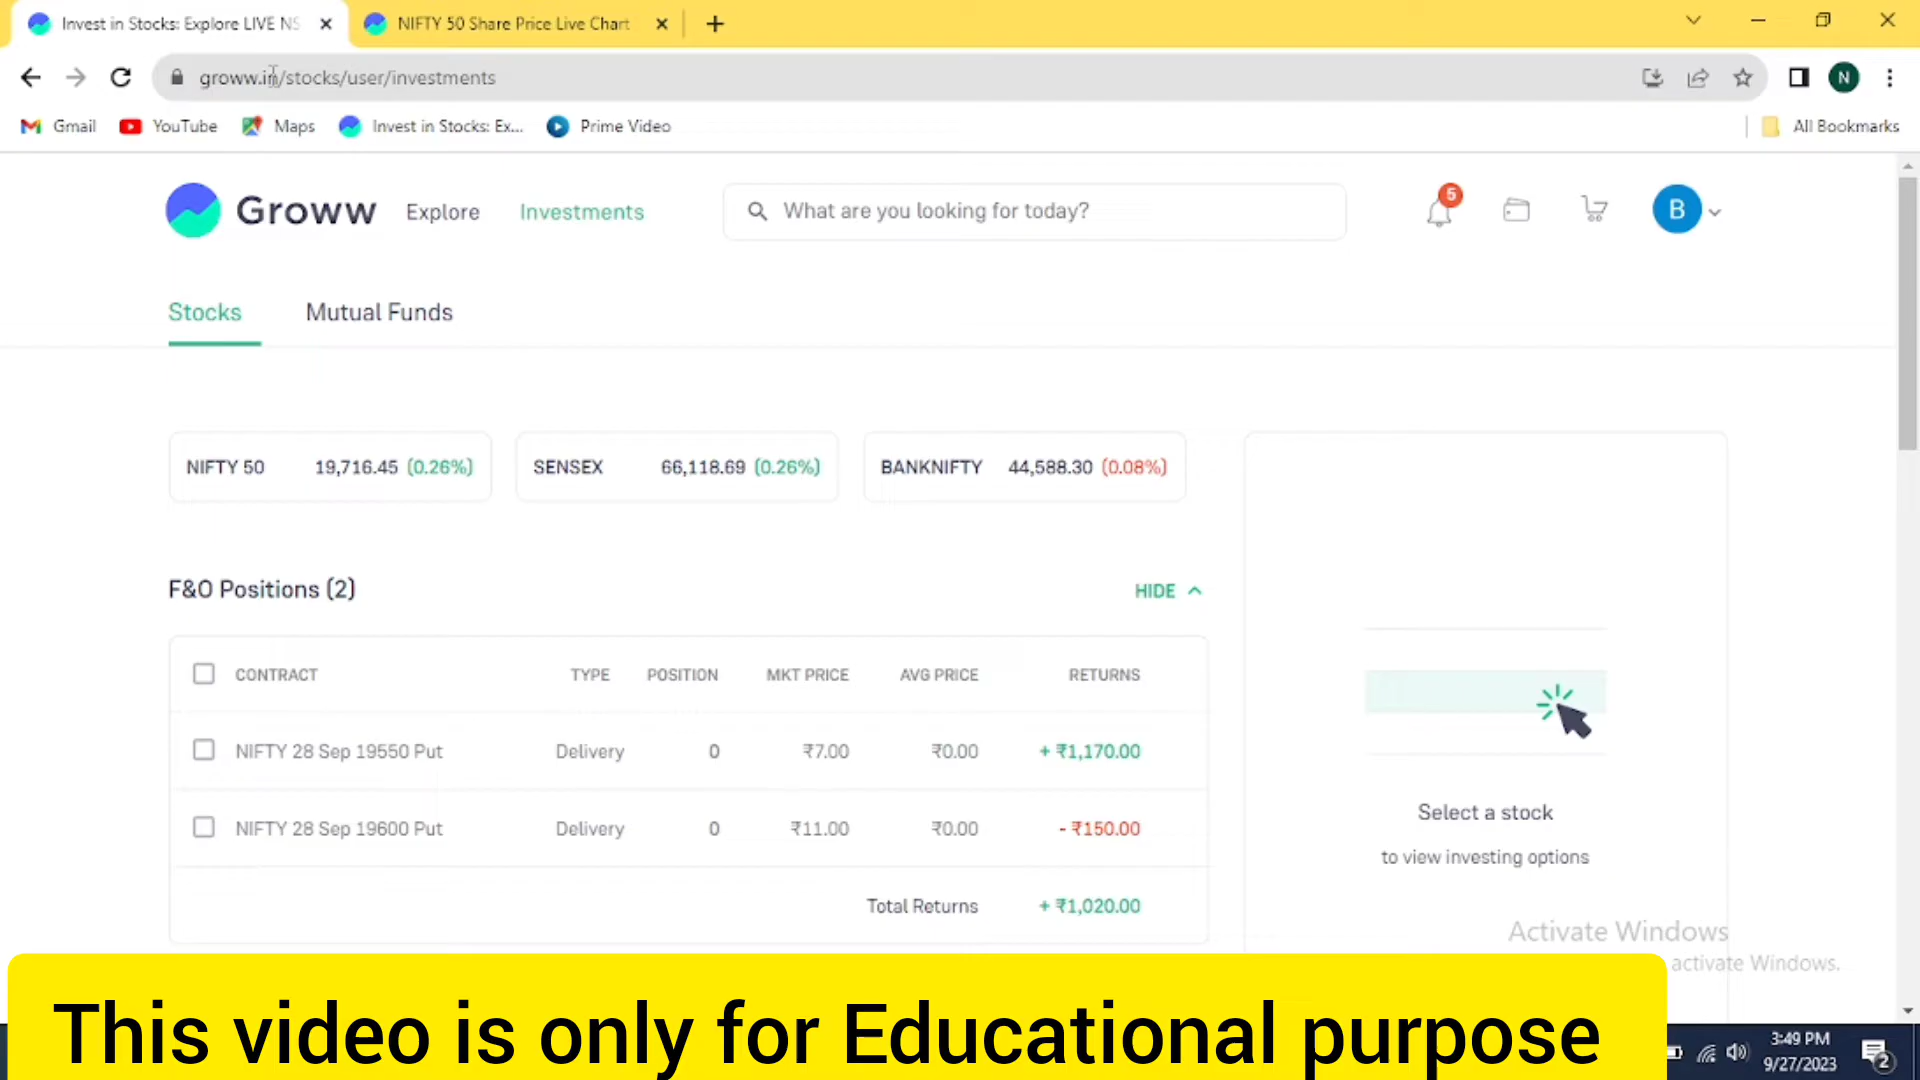 Invest in Stocks: Explore LIVE NS
NIFTY 50 Share Price Live Chart
groww.in/stocks/user/investments
N
Gmail
YouTube
Maps
Invest in Stocks: Ex...
Prime Video
All Bookmarks
Groww
Explore
Investments
What are you looking for today?
5
B
Stocks
Mutual Funds
NIFTY 50 19,716.45 (0.26%)
SENSEX 66,118.69 (0.26%)
BANKNIFTY 44,588.30 (0.08%)
F&O Positions (2)
HIDE
CONTRACT TYPE POSITION MKT PRICE AVG PRICE RETURNS
NIFTY 28 Sep 19550 Put Delivery 0 ₹7.00 ₹0.00 + ₹1,170.00
NIFTY 28 Sep 19600 Put Delivery 0 ₹11.00 ₹0.00 - ₹150.00
Total Returns + ₹1,020.00
Select a stock
to view investing options
Activate Windows
activate Windows.
This video is only for Educational purpose
3:49 PM
9/27/2023
2